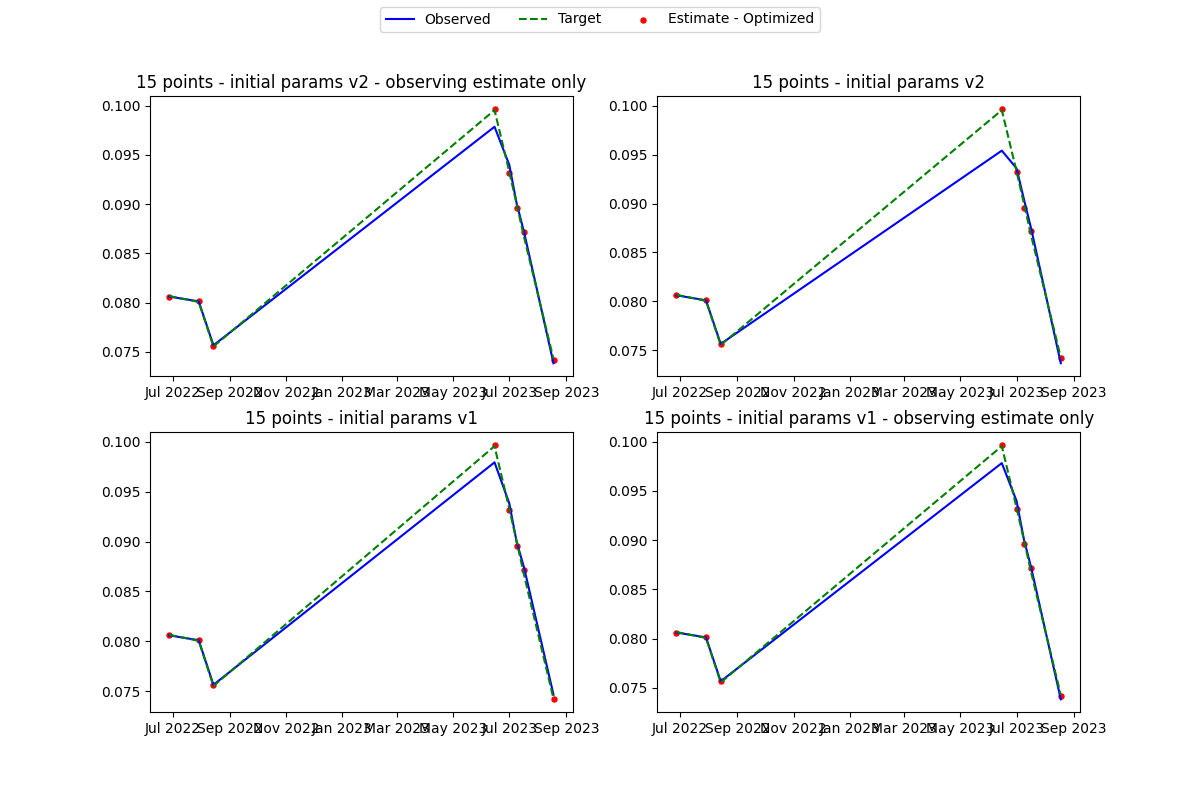 Observed Target Estimate - Optimized
15 points - initial params v2 - observing estimate only
0.100
0.095
0.090
0.085
0.080
0.075
Jul 2022 Sep 2022 Nov 2022 Jan 2023 Mar 2023 May 2023 Jul 2023 Sep 2023
15 points - initial params v2
0.100
0.095
0.090
0.085
0.080
0.075
Jul 2022 Sep 2022 Nov 2022 Jan 2023 Mar 2023 May 2023 Jul 2023 Sep 2023
15 points - initial params v1
0.100
0.095
0.090
0.085
0.080
0.075
Jul 2022 Sep 2022 Nov 2022 Jan 2023 Mar 2023 May 2023 Jul 2023 Sep 2023
15 points - initial params v1 - observing estimate only
0.100
0.095
0.090
0.085
0.080
0.075
Jul 2022 Sep 2022 Nov 2022 Jan 2023 Mar 2023 May 2023 Jul 2023 Sep 2023